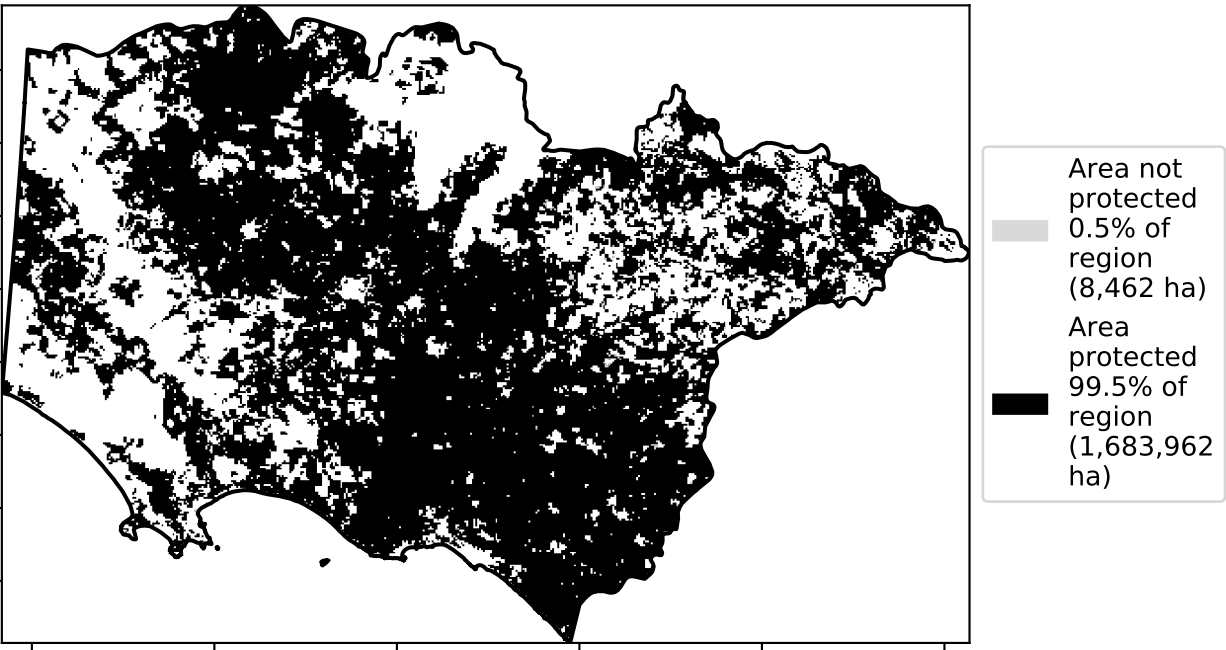 Area not
protected
0.5% of
region
(8,462 ha)
Area
protected
99.5% of
region
(1,683,962
ha)